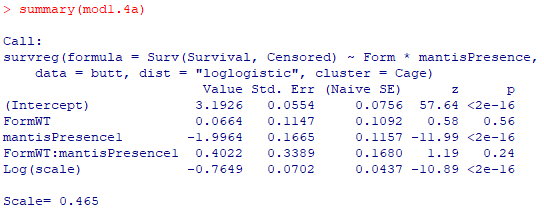 > summary(mod1.4a)
Call:
survreg(formula = Surv(Survival, Censored) ~ Form * mantisPresence,
data = butt, dist = "loglogistic", cluster = Cage)
Value Std. Err (Naive SE) z p
(Intercept) 3.1926 0.0554 0.0756 57.64 <2e-16
FormWT 0.0664 0.1147 0.1092 0.58 0.56
mantisPresence1 -1.9964 0.1665 0.1157 -11.99 <2e-16
FormWT:mantisPresence1 0.4022 0.3389 0.1680 1.19 0.24
Log(scale) -0.7649 0.0702 0.0437 -10.89 <2e-16
Scale= 0.465